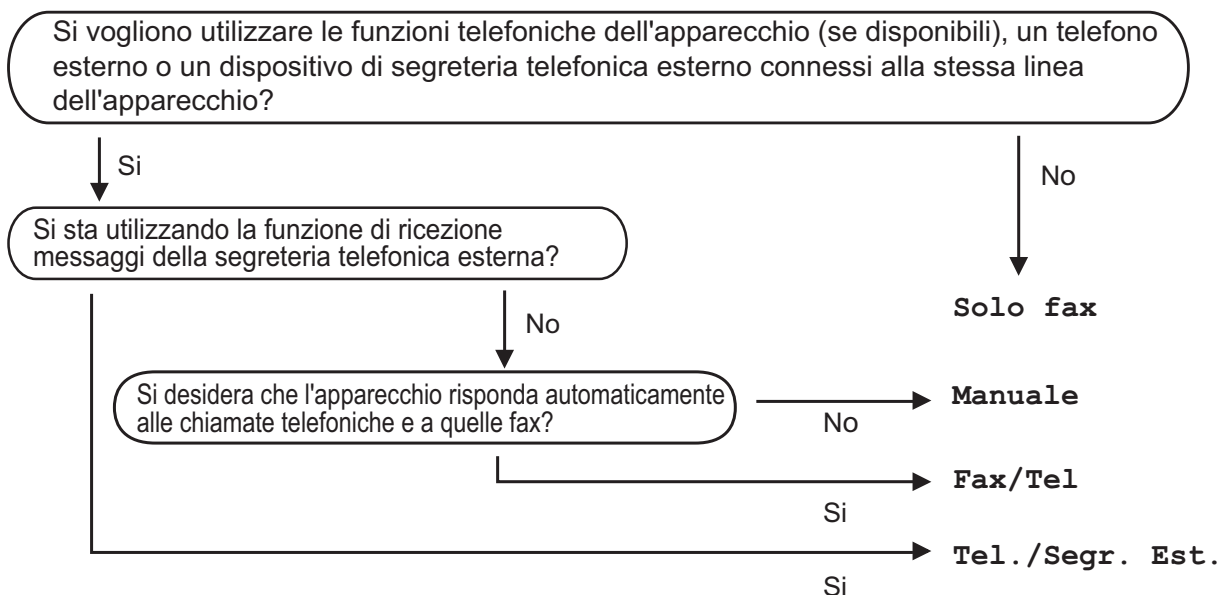 Si vogliono utilizzare le funzioni telefoniche dell'apparecchio (se disponibili), un telefono
esterno o un dispositivo di segreteria telefonica esterno connessi alla stessa linea
dell'apparecchio?
Si
No
Si sta utilizzando la funzione di ricezione
messaggi della segreteria telefonica esterna?
Solo fax
No
Si desidera che l'apparecchio risponda automaticamente
alle chiamate telefoniche e a quelle fax?
Manuale
No
Fax/Tel
Si
Tel./Segr. Est.
Si